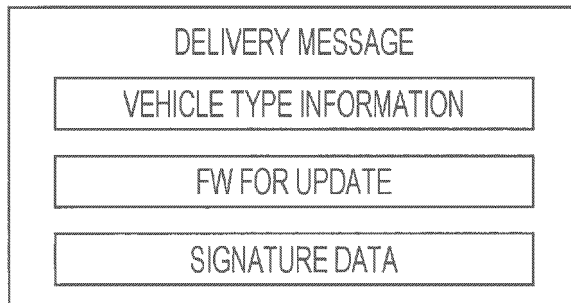 DELIVERY MESSAGE
VEHICLE TYPE INFORMATION
FW FOR UPDATE
SIGNATURE DATA